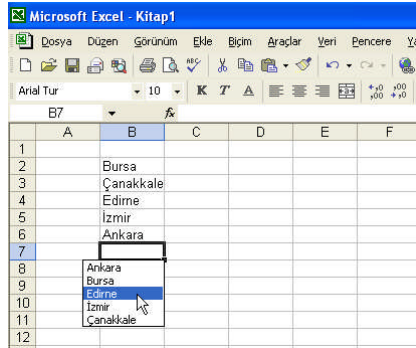 Microsoft Excel - Kitap1
Dosya Düzen Görünüm Ekle Biçim Araçlar Veri Pencere
Arial Tur 10 K T A
B7 fx
A B C D E F
1
2 Bursa
3 Çanakkale
4 Edirne
5 İzmir
6 Ankara
7
8 Ankara
9 Bursa
Edirne
10 İzmir
11 Çanakkale
12